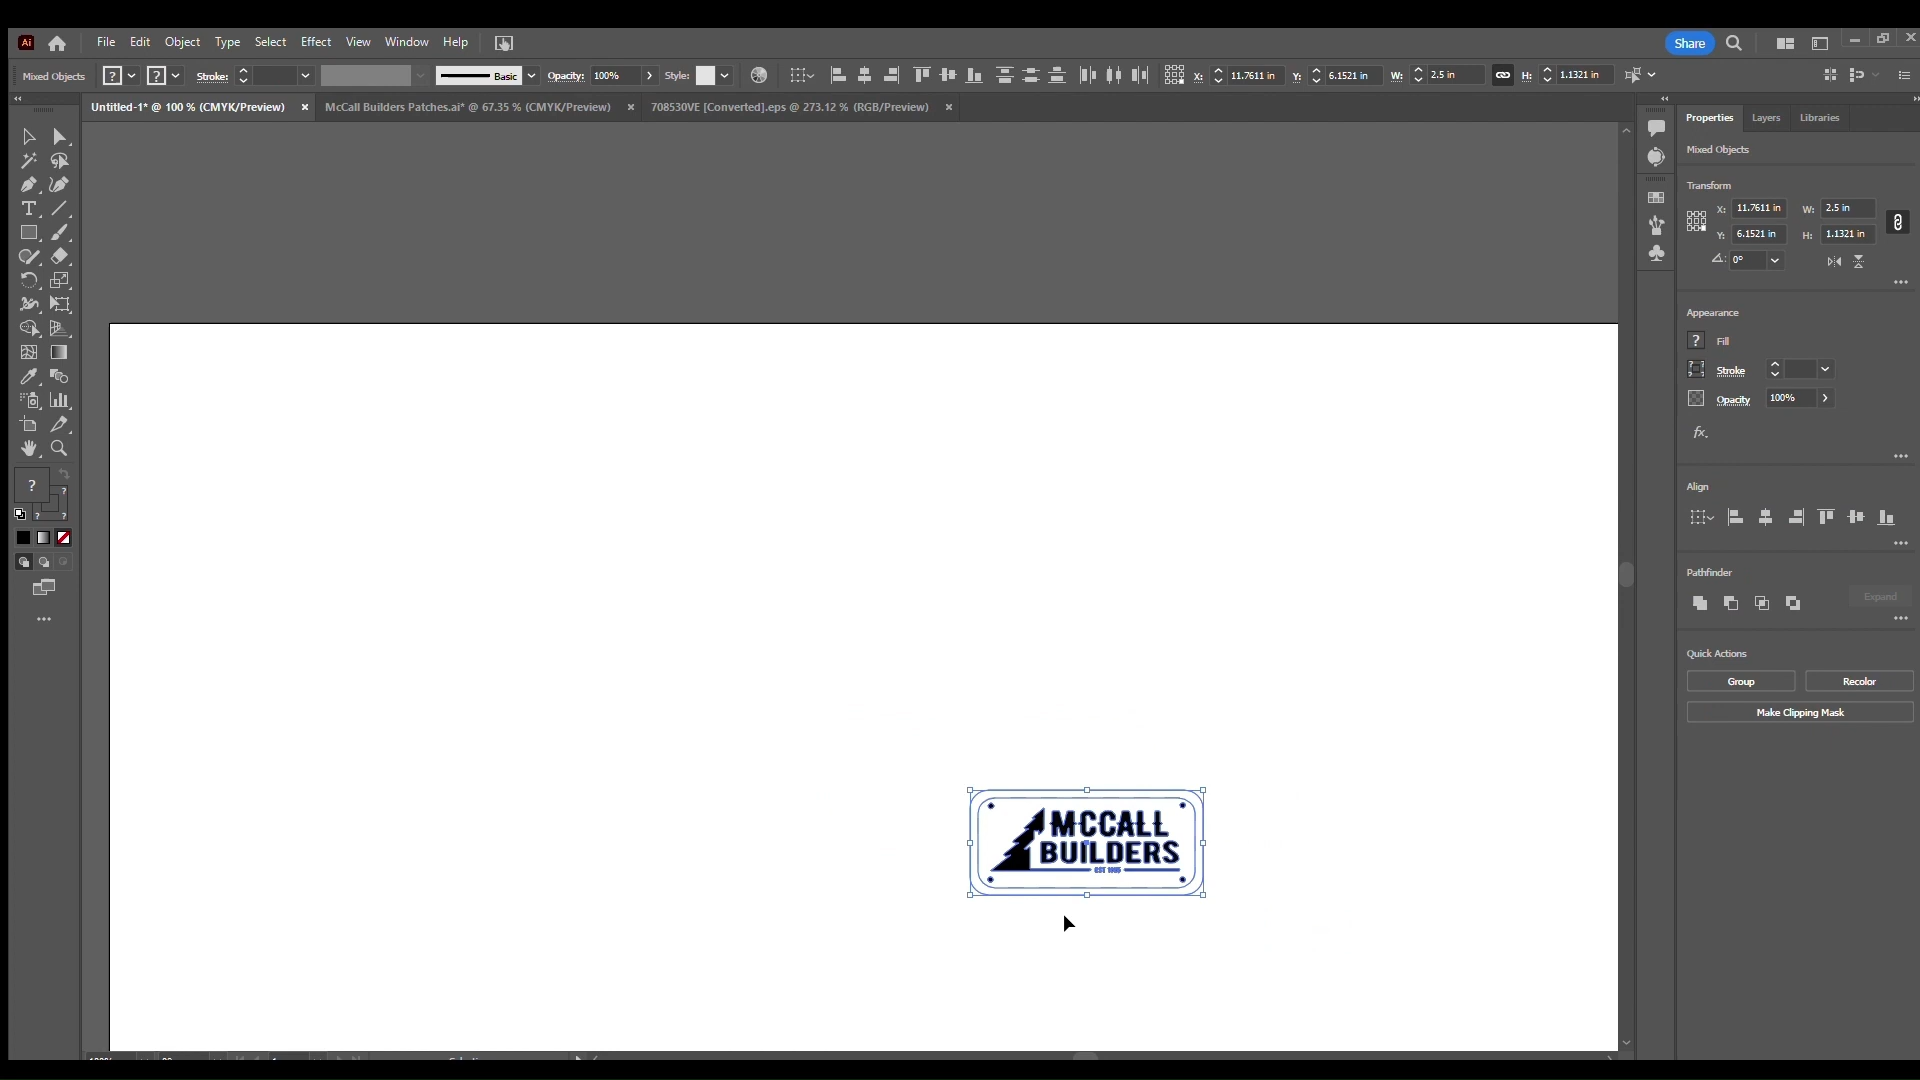 Ai File Edit Object Type Select Effect View Window Help Share
Mixed Objects ? ? Stroke: Basic Opacity: 100% Style: X: 11.7611 in Y: 6.1521 in W: 2.5 in H: 1.1321 in
Untitled-1* @ 100 % (CMYK/Preview) McCall Builders Patches.ai* @ 67.35 % (CMYK/Preview) 708530VE [Converted].eps @ 273.12 % (RGB/Preview)
Properties Layers Libraries
Mixed Objects
Transform
X: 11.7611 in W: 2.5 in
Y: 6.1521 in H: 1.1321 in
0°
Appearance
? Fill
Stroke
Opacity 100%
fx.
Align
Pathfinder
Expand
Quick Actions
Group Recolor
Make Clipping Mask
MCCALL
BUILDERS